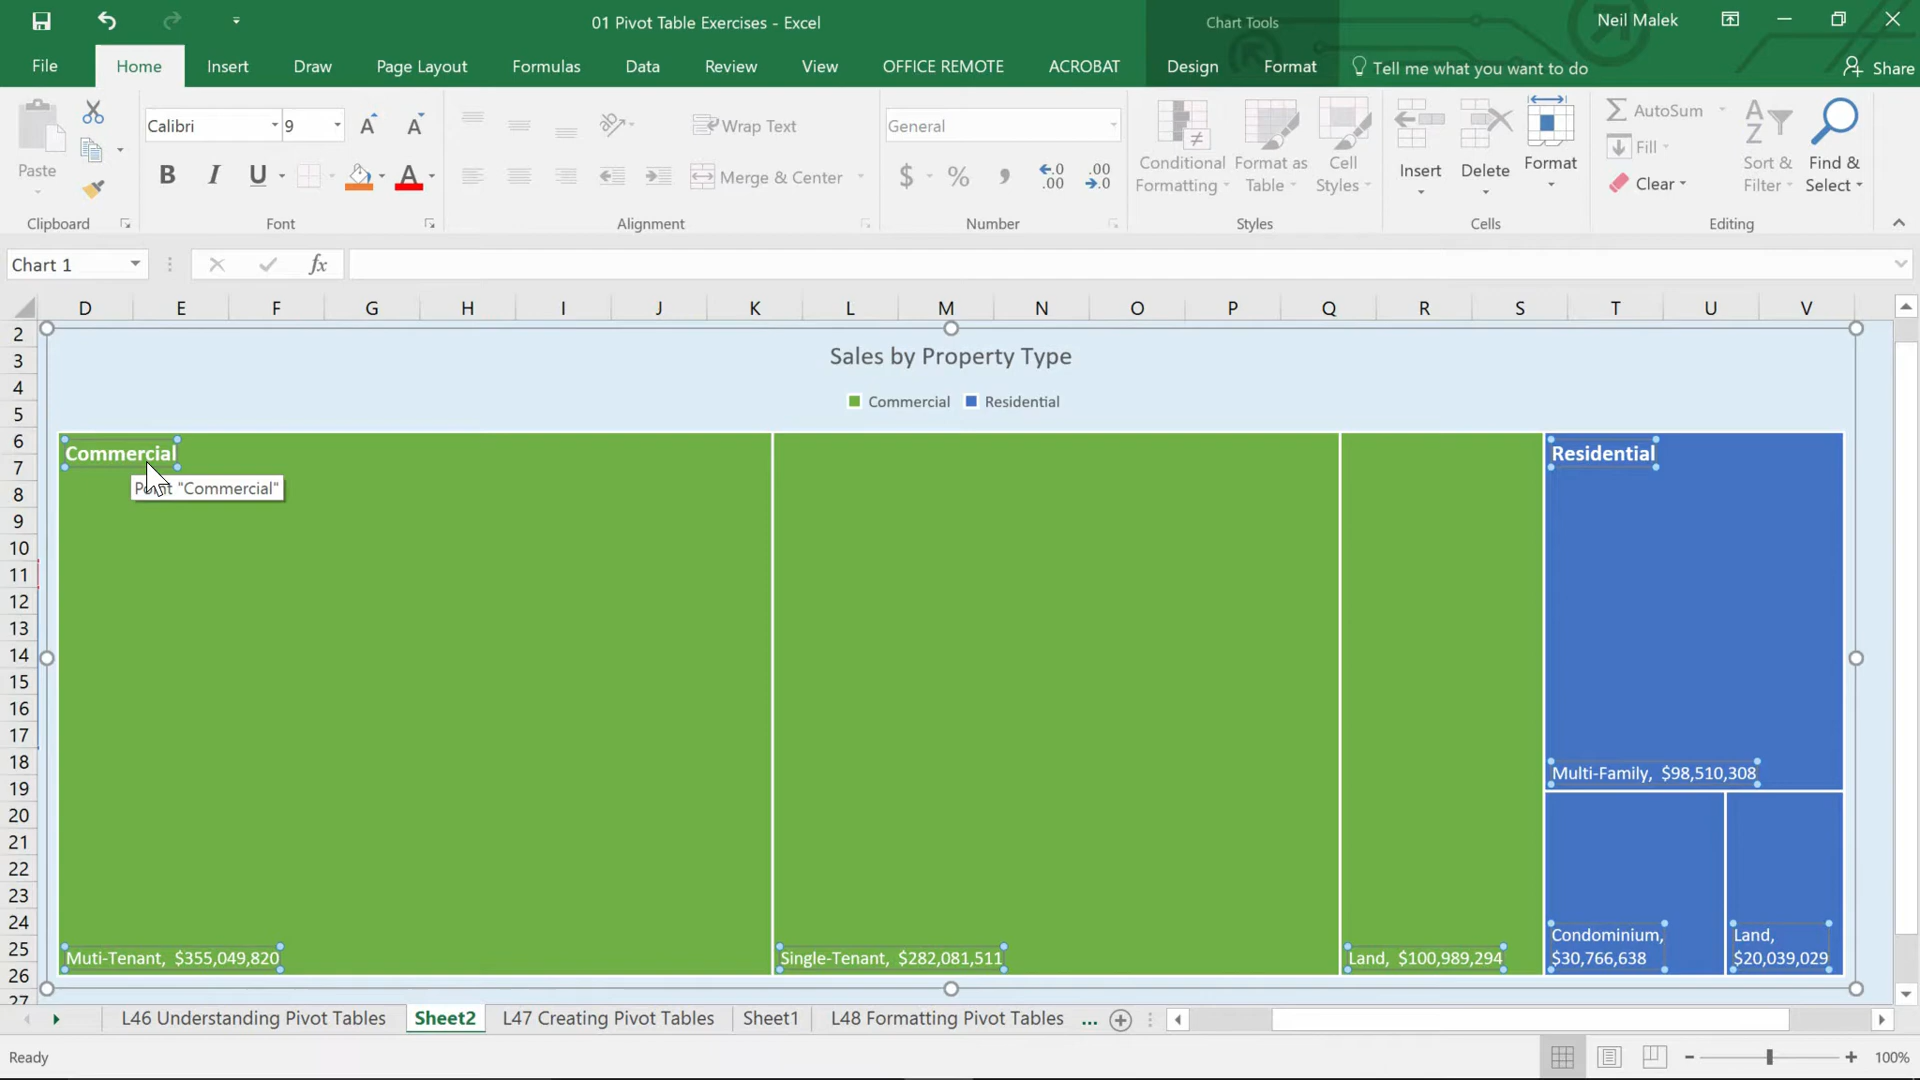 01 Pivot Table Exercises - Excel
Chart Tools
Neil Malek
File
Home
Insert
Draw
Page Layout
Formulas
Data
Review
View
OFFICE REMOTE
ACROBAT
Design
Format
Tell me what you want to do
Share
Paste
Calibri
9
A
A
B
I
U
A
Wrap Text
Merge & Center
General
$ % ,
.0 .00
.00 .0
Conditional
Formatting
Format as
Table
Cell
Styles
Insert
Delete
Format
AutoSum
Fill
Clear
Sort &
Filter
Find &
Select
Clipboard
Font
Alignment
Number
Styles
Cells
Editing
Chart 1
fx
D E F G H I J K L M N O P Q R S T U V
2
3
4
5
6
7
8
9
10
11
12
13
14
15
16
17
18
19
20
21
22
23
24
25
26
27
Sales by Property Type
Commercial
Residential
Commercial
Residential
Point "Commercial"
Multi-Family, $98,510,308
Muti-Tenant, $355,049,820
Single-Tenant, $282,081,511
Land, $100,989,294
Condominium,
$30,766,638
Land,
$20,039,029
L46 Understanding Pivot Tables
Sheet2
L47 Creating Pivot Tables
Sheet1
L48 Formatting Pivot Tables
...
Ready
100%